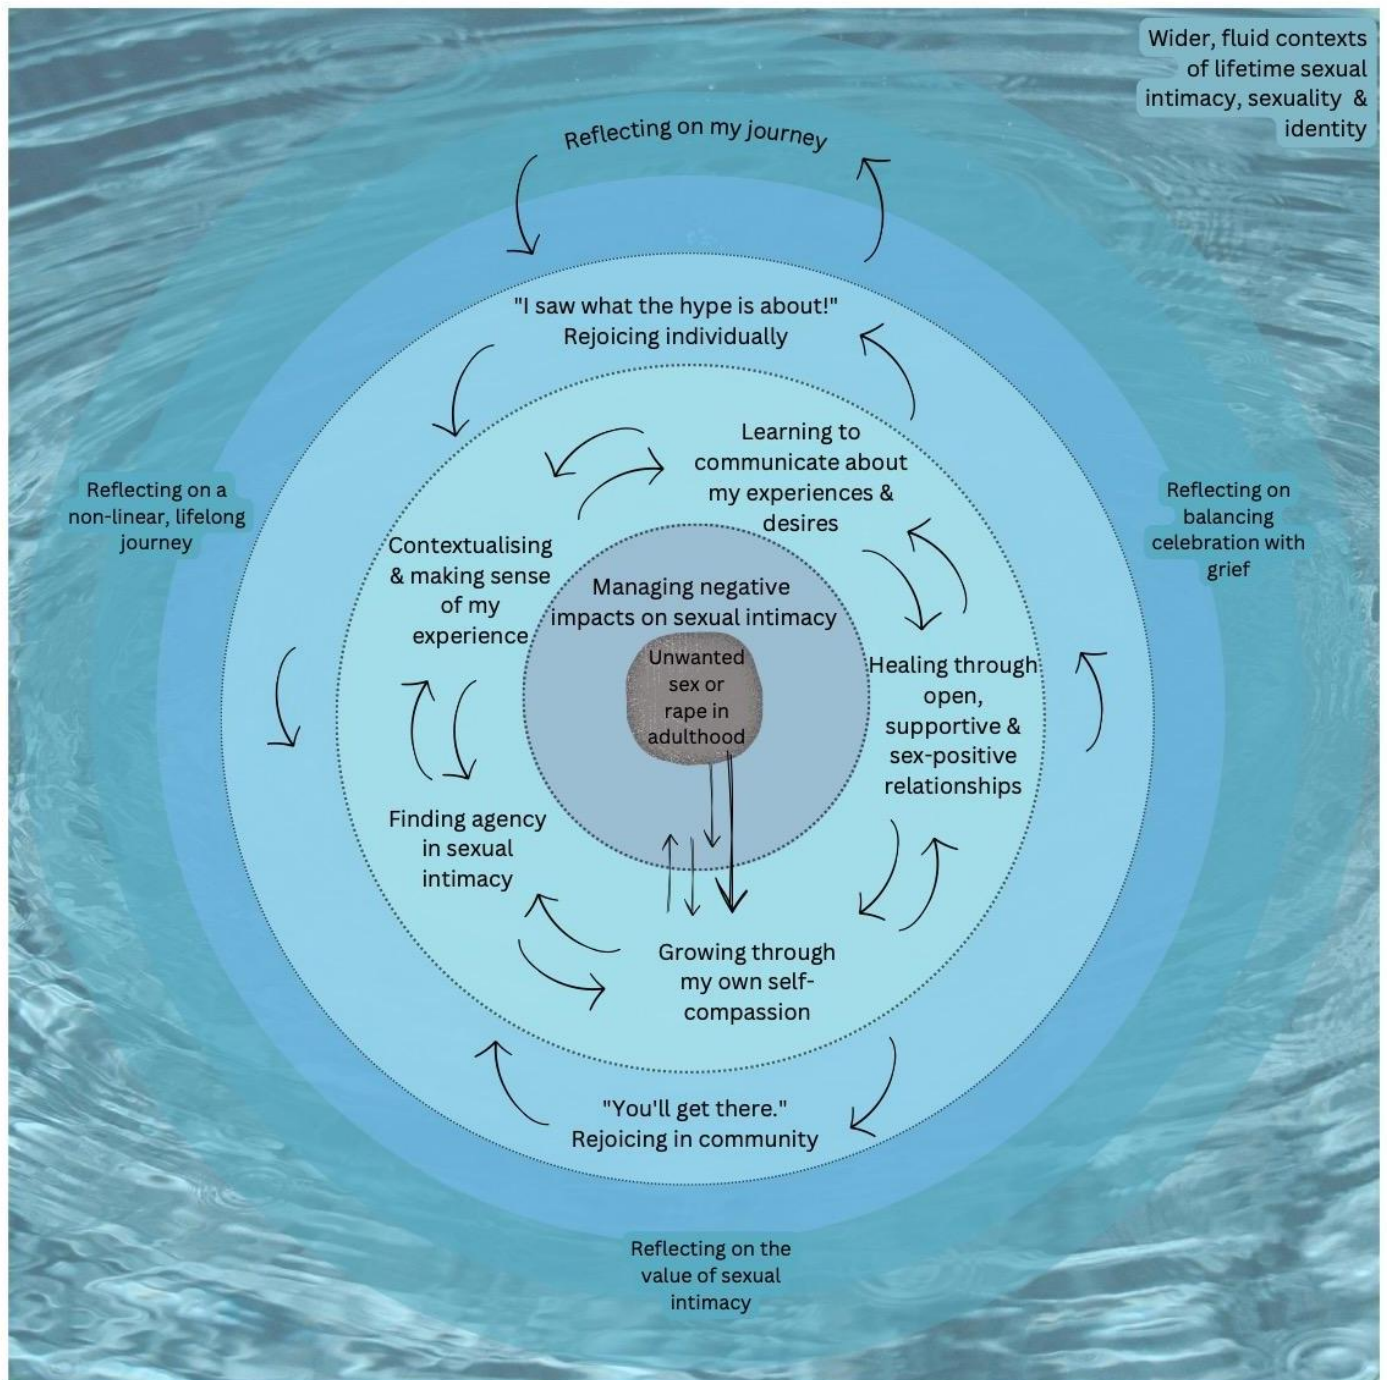 Wider, fluid contexts
of lifetime sexual
intimacy, sexuality &
identity
Reflecting on my journey
"I saw what the hype is about!"
Rejoicing individually
Learning to
communicate about
my experiences &
desires
Reflecting on a
non-linear, lifelong
journey
Reflecting on
balancing
celebration with
grief
Contextualising
& making sense
of my
experience
Managing negative
impacts on sexual intimacy
Unwanted
sex or
rape in
adulthood
Healing through
open,
supportive &
sex-positive
relationships
Finding agency
in sexual
intimacy
Growing through
my own self-
compassion
"You'll get there."
Rejoicing in community
Reflecting on the
value of sexual
intimacy